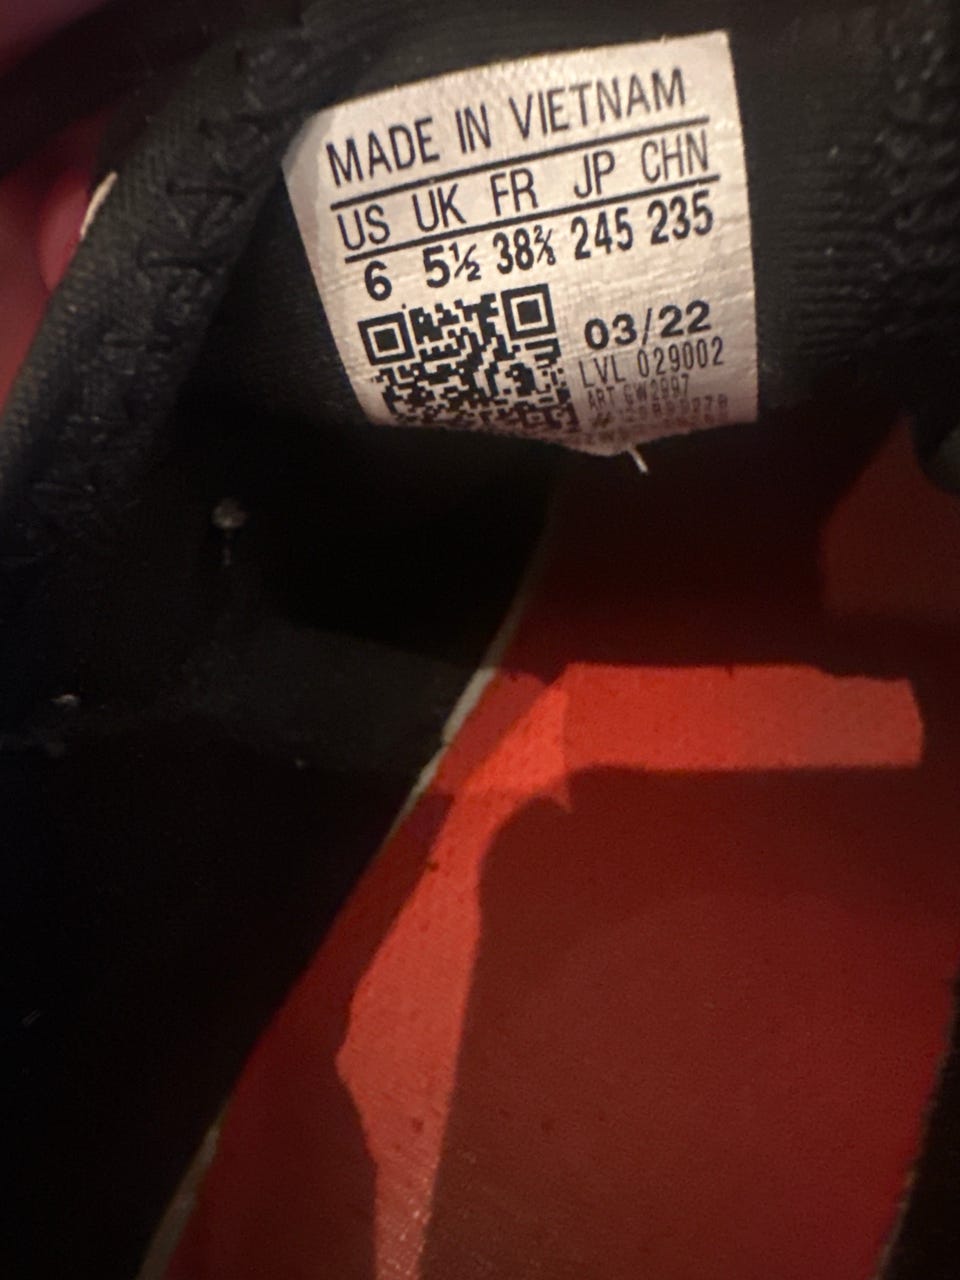 MADE IN VIETNAM
US UK FR JP CHN
6 5½ 38⅔ 245 235
03/22
LVL 029002
ART